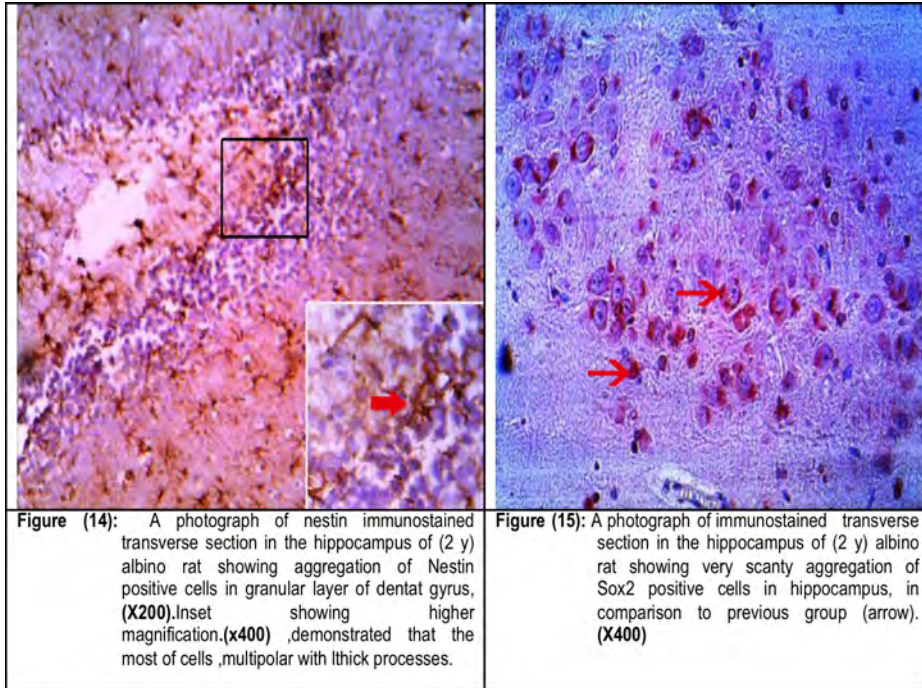 Figure (14): A photograph of nestin immunostained
transverse section in the hippocampus of (2 y)
albino rat showing aggregation of Nestin
positive cells in granular layer of dentat gyrus,
(X200).Inset showing higher
magnification.(x400) ,demonstrated that the
most of cells ,multipolar with lthick processes.
Figure (15): A photograph of immunostained transverse
section in the hippocampus of (2 y) albino
rat showing very scanty aggregation of
Sox2 positive cells in hippocampus, in
comparison to previous group (arrow).
(X400)